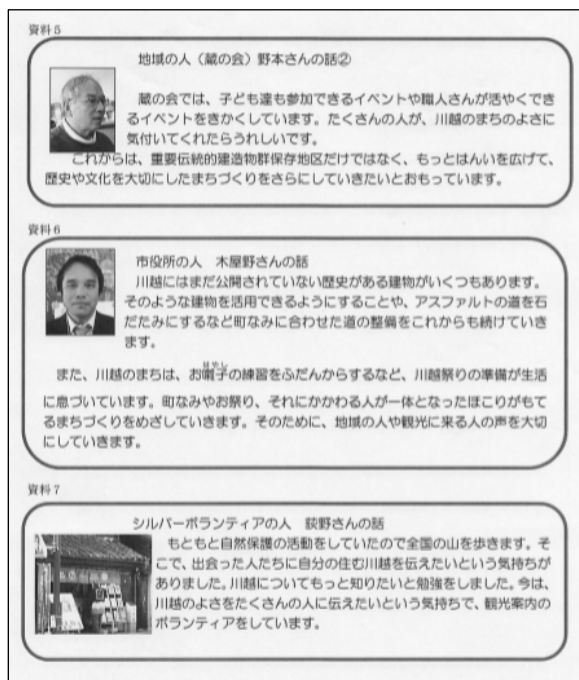 資料5
地域の人（蔵の会）野本さんの話②
蔵の会では、子ども達も参加できるイベントや職人さんが活やくでき
るイベントをきかくしています。たくさんの人が、川越のまちのよさに
気付いてくれたらうれしいです。
これからは、重要伝統的建造物群保存地区だけではなく、もっとはんいを広げて、
歴史や文化を大切にしたまちづくりをさらにしていきたいとおもっています。
資料6
市役所の人　木屋野さんの話
川越にはまだ公開されていない歴史がある建物がいくつもあります。
そのような建物を活用できるようにすることや、アスファルトの道を石
だたみにするなど町なみに合わせた道の整備をこれからも続けていき
ます。
はやし
また、川越のまちは、お囃子の練習をふだんからするなど、川越祭りの準備が生活
に息づいています。町なみやお祭り、それにかかわる人が一体となったほこりがもて
るまちづくりをめざしていきます。そのために、地域の人や観光に来る人の声を大切
にしていきます。
資料7
シルバーボランティアの人　荻野さんの話
もともと自然保護の活動をしていたので全国の山を歩きます。そ
こで、出会った人たちに自分の住む川越を伝えたいという気持ちが
ありました。川越についてもっと知りたいと勉強をしました。今は、
川越のよさをたくさんの人に伝えたいという気持ちで、観光案内の
ボランティアをしています。